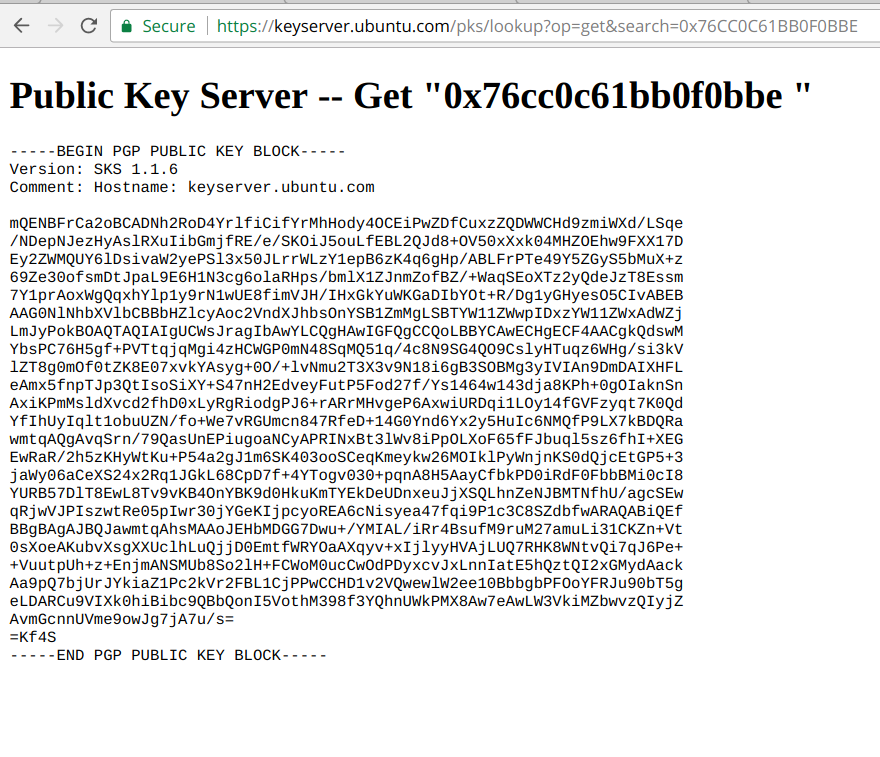 Secure https://keyserver.ubuntu.com/pks/lookup?op=get&search=0x76CC0C61BB0F0BBE
Public Key Server -- Get "0x76cc0c61bb0f0bbe "
-----BEGIN PGP PUBLIC KEY BLOCK-----
Version: SKS 1.1.6
Comment: Hostname: keyserver.ubuntu.com
mQENBFrCa2oBCADNh2RoD4YrlfiCifYrMhHody4OCEiPwZDfCuxzZQDWWCHd9zmiWXd/LSqe
/NDepNJezHyAslRXuIibGmjfRE/e/SKOiJ5ouLfEBL2QJd8+OV50xXxk04MHZOEhw9FXX17D
Ey2ZWMQUY6lDsivaW2yePSl3x50JLrrWLzY1epB6zK4q6gHp/ABLFrPTe49Y5ZGyS5bMuX+z
69Ze30ofsmDtJpaL9E6H1N3cg6olaRHps/bmlX1ZJnmZofBZ/+WaqSEoXTz2yQdeJzT8Essm
7Y1prAoxWgQqxhYlp1y9rN1wUE8fimVJH/IHxGkYuWKGaDIbYOt+R/Dg1yGHyesO5CIvABEB
AAG0NlNhbXVlbCBBbHZlcyAoc2VndXJhbsOnYSB1ZmMgLSBTYW11ZWwpIDxzYW11ZWxAdWZj
LmJyPokBOAQTAQIAIgUCWsJragIbAwYLCQgHAwIGFQgCCQoLBBYCAwECHgECF4AACgkQdswM
YbsPC76H5gf+PVTtqjqMgi4zHCWGP0mN48SqMQ51q/4c8N9SG4QO9CslyHTuqz6WHg/si3kV
lZT8g0mOf0tZK8E07xvkYAsyg+0O/+lvNmu2T3X3v9N18i6gB3SOBMg3yIVIAn9DmDAIXHFL
eAmx5fnpTJp3QtIsoSiXY+S47nH2EdveyFutP5Fod27f/Ys1464w143dja8KPh+0gOIaknSn
AxiKPmMsldXvcd2fhD0xLyRgRiodgPJ6+rARrMHvgeP6AxwiURDqi1LOy14fGVFzyqt7K0Qd
YfIhUyIqlt1obuUZN/fo+We7vRGUmcn847RfeD+14G0Ynd6Yx2y5HuIc6NMQfP9LX7kBDQRa
wmtqAQgAvqSrn/79QasUnEPiugoaNCyAPRINxBt3lWv8iPpOLXoF65fFJbuql5sz6fhI+XEG
EwRaR/2h5zKHyWtKu+P54a2gJ1m6SK403ooSCeqKmeykw26MOIklPyWnjnKS0dQjcEtGP5+3
jaWy06aCeXS24x2Rq1JGkL68CpD7f+4YTogv030+pqnA8H5AayCfbkPD0iRdF0FbbBMi0cI8
YURB57DlT8EwL8Tv9vKB4OnYBK9d0HkuKmTYEkDeUDnxeuJjXSQLhnZeNJBMTNfhU/agcSEw
qRjwVJPIszwtRe05pIwr30jYGeKIjpcyoREA6cNisyea47fqi9P1c3C8SZdbfwARAQABiQEf
BBgBAgAJBQJawmtqAhsMAAoJEHbMDGG7Dwu+/YMIAL/iRr4BsufM9ruM27amuLi31CKZn+Vt
0sXoeAKubvXsgXXUclhLuQjjD0EmtfWRYOaAXqyv+xIjlyyHVAjLUQ7RHK8WNtvQi7qJ6Pe+
+VuutpUh+z+EnjmANSMUb8So2lH+FCWoM0ucCwOdPDyxcvJxLnnIatE5hQztQI2xGMydAack
Aa9pQ7bjUrJYkiaZ1Pc2kVr2FBL1CjPPwCCHD1v2VQwewlW2ee10BbbgbPFOoYFRJu90bT5g
eLDARCu9VIXk0hiBibc9QBbQonI5VothM398f3YQhnUWkPMX8Aw7eAwLW3VkiMZbwvzQIyjZ
AvmGcnnUVme9owJg7jA7u/s=
=Kf4S
-----END PGP PUBLIC KEY BLOCK-----